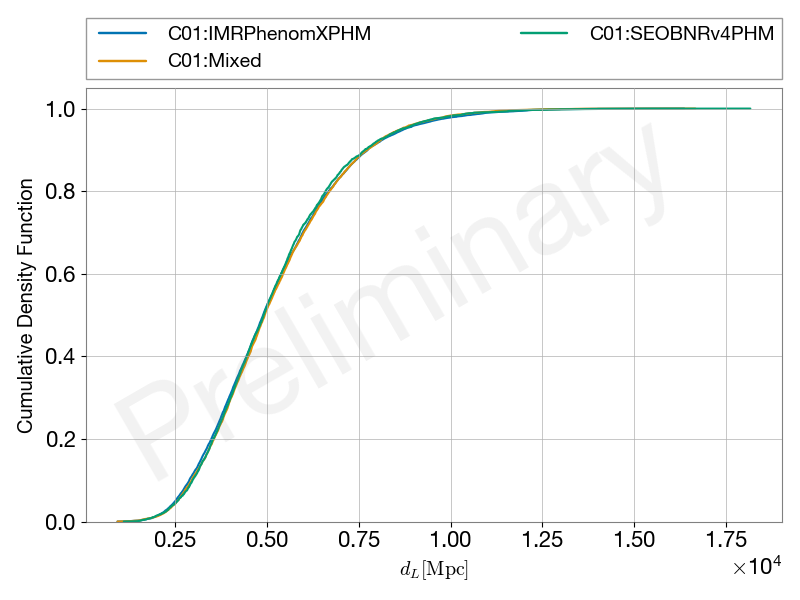 C01:IMRPhenomXPHM
C01:SEOBNRv4PHM
C01:Mixed
Cumulative Density Function
1.0
0.8
0.6
0.4
0.2
0.0
Preliminary
0.25 0.50 0.75 1.00 1.25 1.50 1.75
×10⁴
d_L[Mpc]